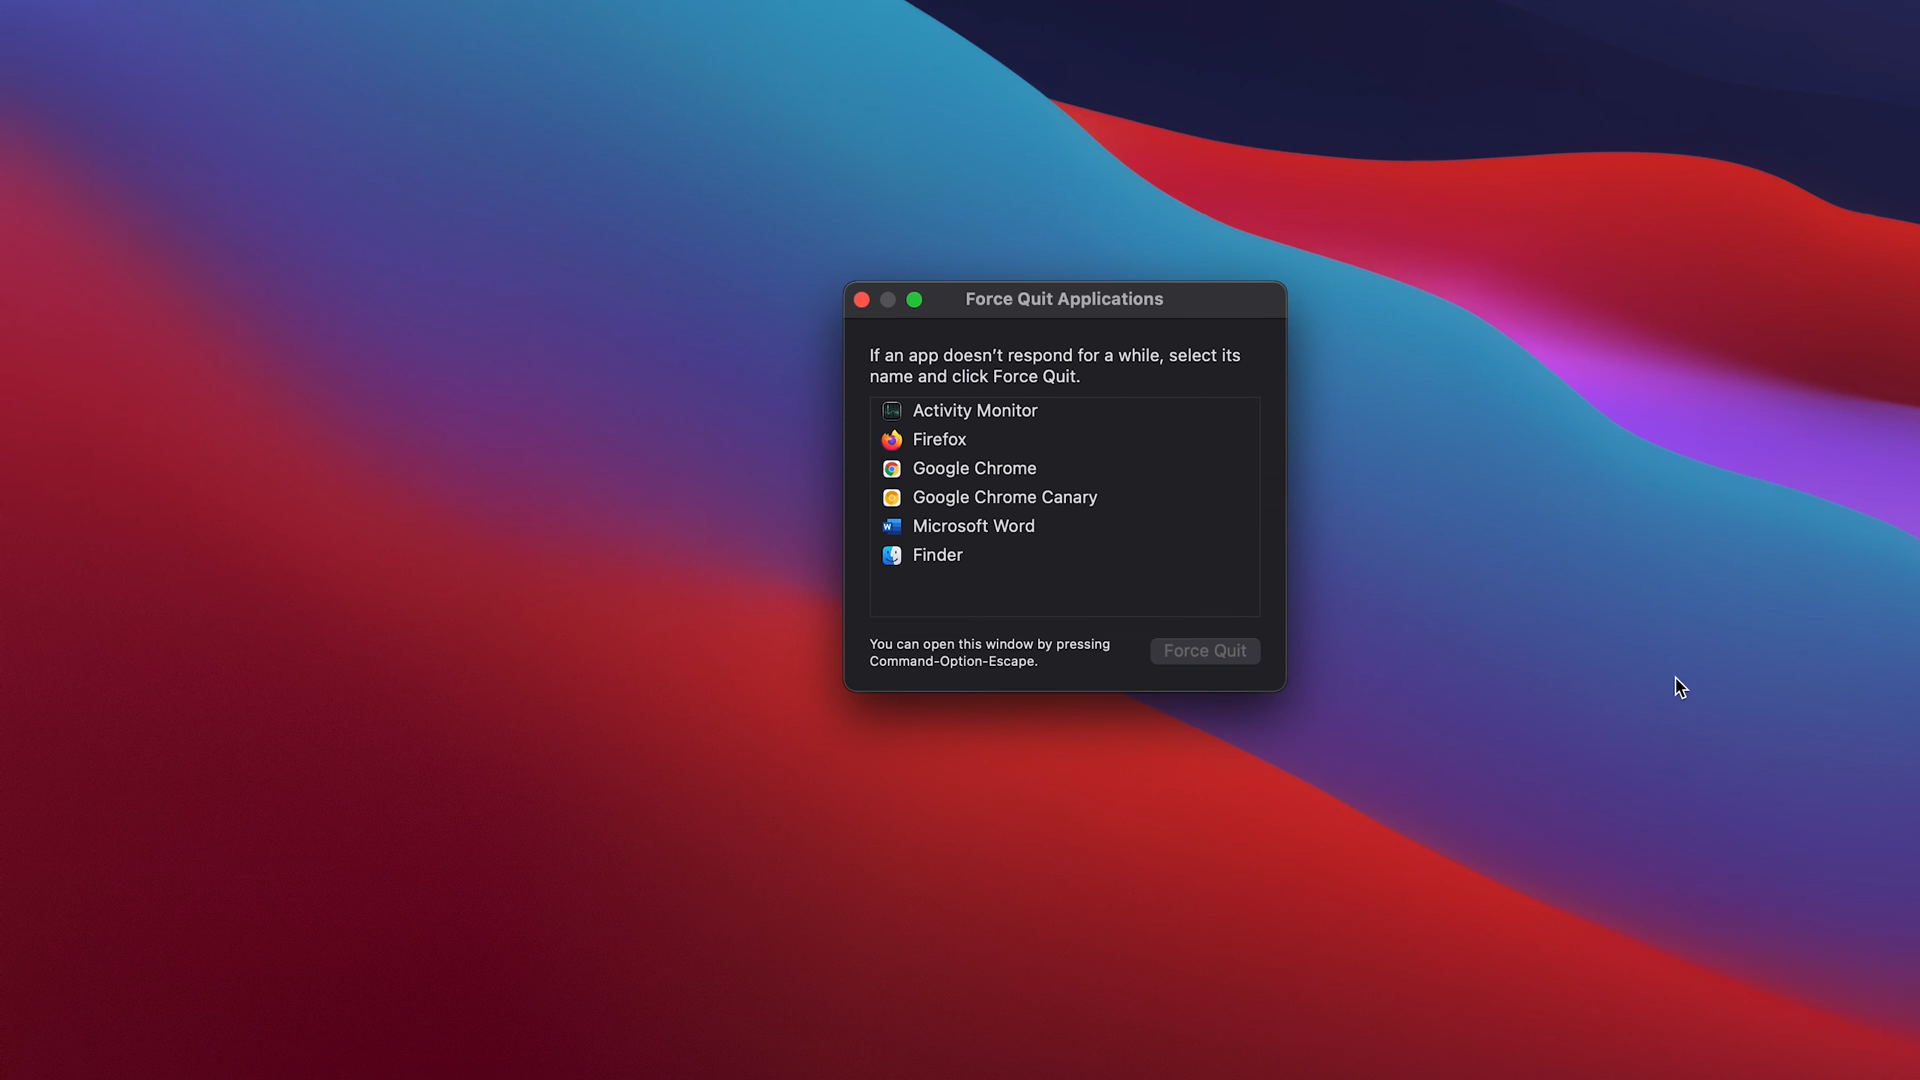 Force Quit Applications
If an app doesn't respond for a while, select its
name and click Force Quit.
Activity Monitor
Firefox
Google Chrome
Google Chrome Canary
Microsoft Word
Finder
You can open this window by pressing
Command-Option-Escape.
Force Quit